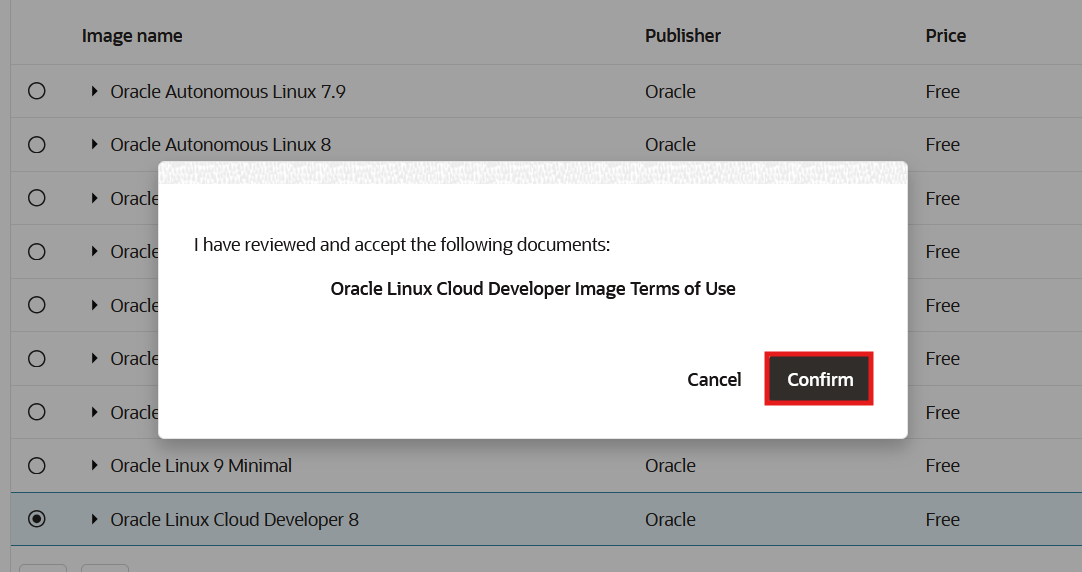 Image name Publisher Price
Oracle Autonomous Linux 7.9 Oracle Free
Oracle Autonomous Linux 8 Oracle Free
Oracle Free
Oracle Free
Oracle Free
Oracle Free
Oracle Free
I have reviewed and accept the following documents:
Oracle Linux Cloud Developer Image Terms of Use
Cancel Confirm
Oracle Linux 9 Minimal Oracle Free
Oracle Linux Cloud Developer 8 Oracle Free